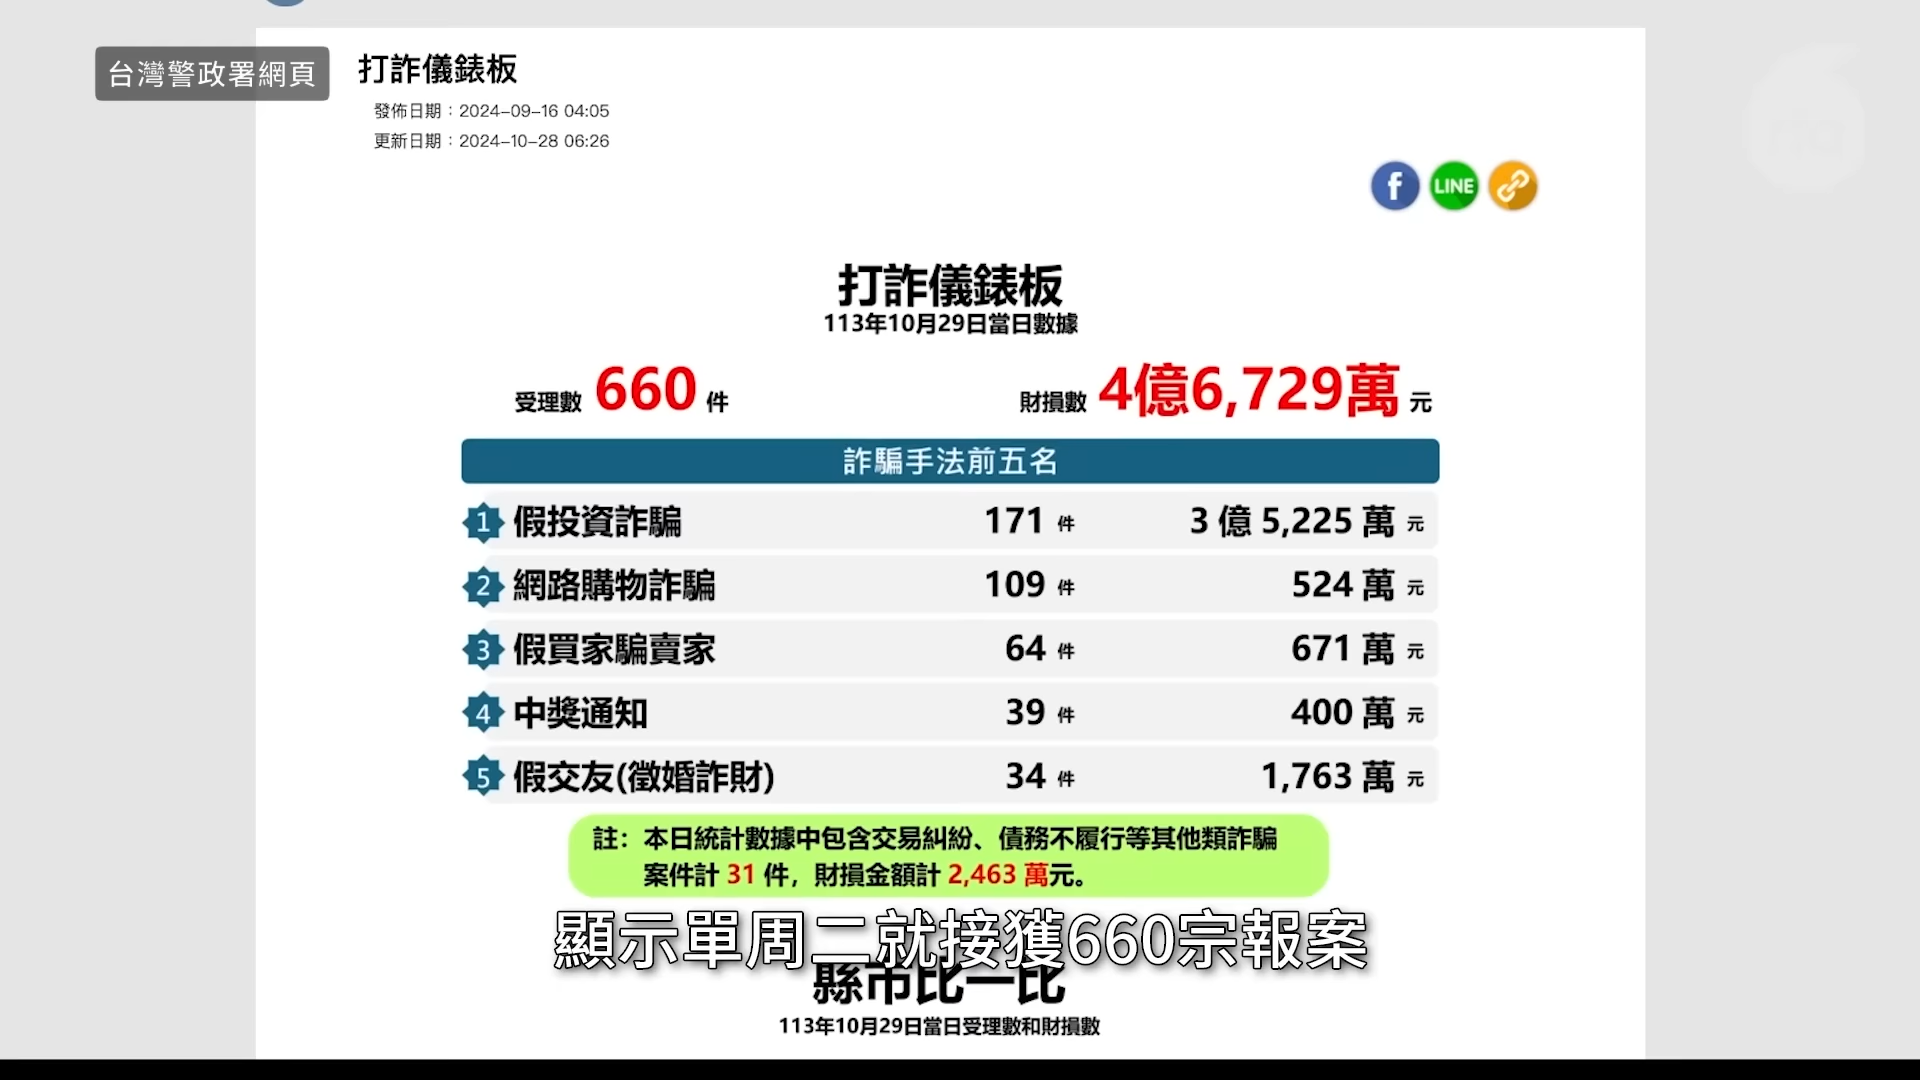 台灣警政署網頁
打詐儀錶板
發佈日期：2024-09-16 04:05
更新日期：2024-10-28 06:26
f LINE
打詐儀錶板
113年10月29日當日數據
受理數 660 件 財損數 4億6,729萬 元
詐騙手法前五名
1 假投資詐騙 171 件 3 億 5,225 萬 元
2 網路購物詐騙 109 件 524 萬 元
3 假買家騙賣家 64 件 671 萬 元
4 中獎通知 39 件 400 萬 元
5 假交友(徵婚詐財) 34 件 1,763 萬 元
註：本日統計數據中包含交易糾紛、債務不履行等其他類詐騙
案件計 31 件，財損金額計 2,463 萬元。
顯示單周二就接獲660宗報案
縣市比一比
113年10月29日當日受理數和財損數